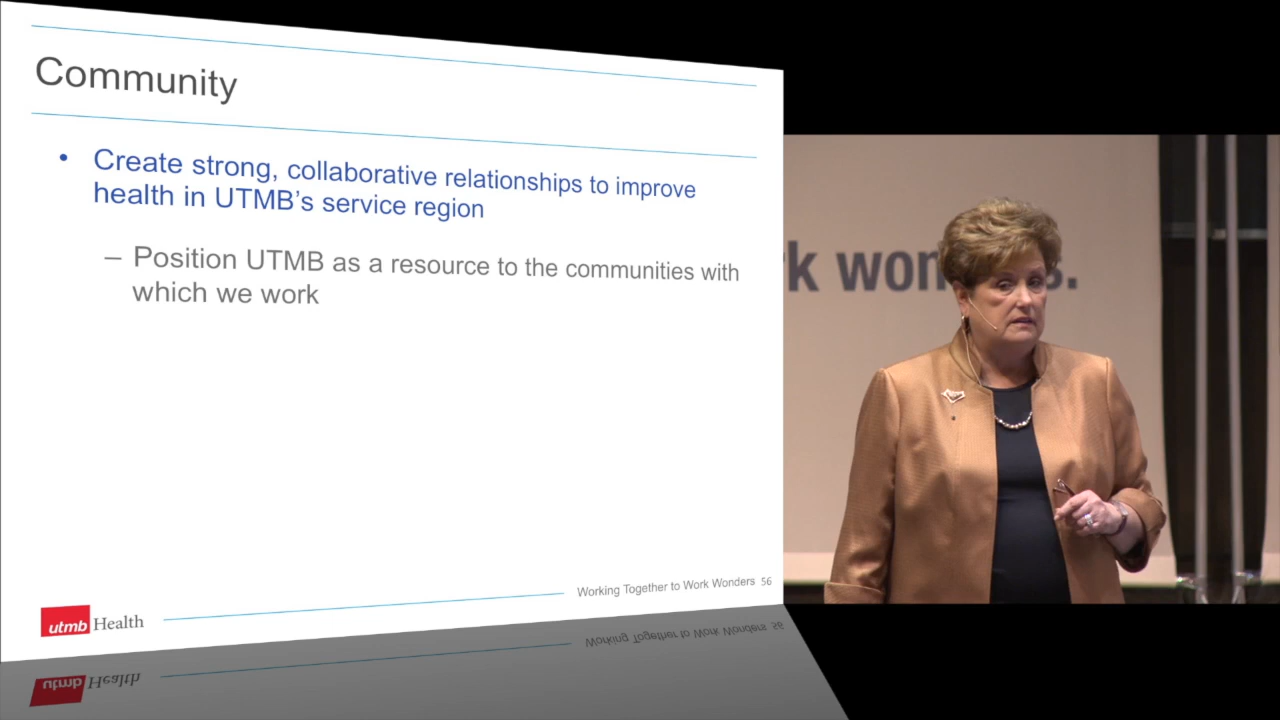 Community
• Create strong, collaborative relationships to improve
health in UTMB's service region
– Position UTMB as a resource to the communities with
which we work
Working Together to Work Wonders 56
utmb Health
k won s.